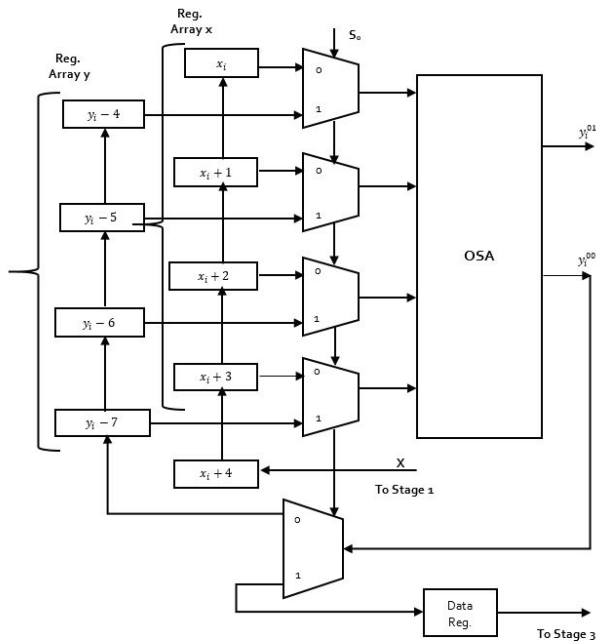 Reg.
Array x
S₀
Reg.
Array y
xᵢ
0
yᵢ − 4
1
xᵢ + 1
0
yᵢ − 5
1
xᵢ + 2
0
yᵢ − 6
1
xᵢ + 3
0
yᵢ − 7
1
xᵢ + 4
X
To Stage 1
OSA
yᵢ⁰¹
yᵢ⁰⁰
0
1
Data
Reg.
To Stage 3